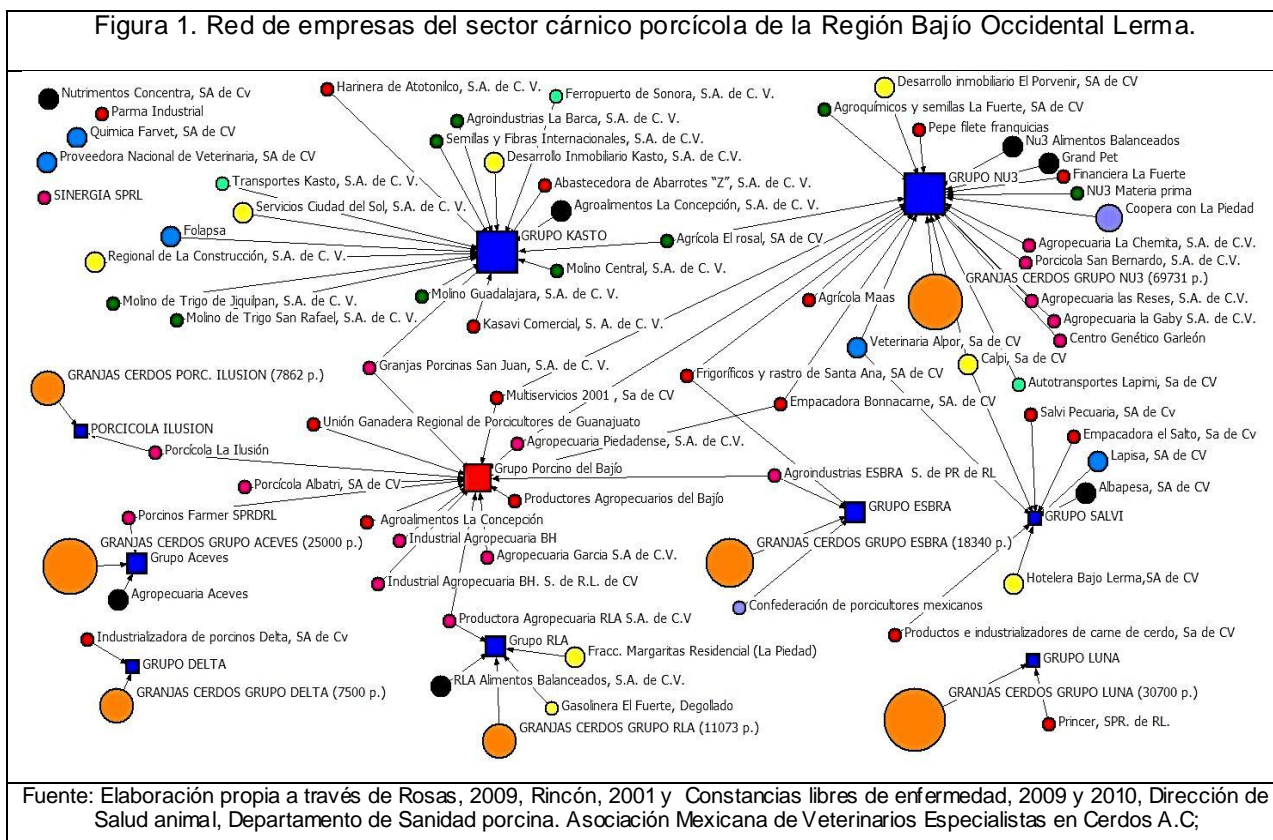 Figura 1. Red de empresas del sector cárnico porcícola de la Región Bajío Occidental Lerma.
Nutrimentos Concentra, SA de Cv
Parma Industrial
Quimica Farvet, SA de CV
Proveedora Nacional de Veterinaria, SA de CV
SINERGIA SPRL
Harinera de Atotonilco, S.A. de C. V.
Ferropuerto de Sonora, S.A. de C. V.
Agroindustrias La Barca, S.A. de C. V.
Semillas y Fibras Internacionales, S.A. de C.V.
Desarrollo Inmobiliario Kasto, S.A. de C.V.
Transportes Kasto, S.A. de C. V.
Abastecedora de Abarrotes “Z”, S.A. de C. V.
Servicios Ciudad del Sol, S.A. de C. V.
Agroalimentos La Concepción, S.A. de C.V.
Folapsa
GRUPO KASTO
Agrícola El rosal, SA de CV
Regional de La Construcción, S.A. de C. V.
Molino Central, S.A. de C. V.
Molino de Trigo de Jiquilpan, S.A. de C. V.
Molino Guadalajara, S.A. de C. V.
Molino de Trigo San Rafael, S.A. de C. V.
Kasavi Comercial, S. A. de C. V.
Desarrollo inmobiliario El Porvenir, SA de CV
Agroquímicos y semillas La Fuerte, SA de CV
Pepe filete franquicias
Nu3 Alimentos Balanceados
Grand Pet
GRUPO NU3
Financiera La Fuerte
NU3 Materia prima
Coopera con La Piedad
Agropecuaria La Chemita, S.A. de C.V.
Porcicola San Bernardo, S.A. de C.V.
GRANJAS CERDOS GRUPO NU3 (69731 p.)
Agrícola Maas
Agropecuaria las Reses, S.A. de C.V.
Agropecuaria la Gaby S.A. de C.V.
Veterinaria Alpor, Sa de CV
Centro Genético Garleón
Calpi, Sa de CV
Granjas Porcinas San Juan, S.A. de C. V.
Frigoríficos y rastro de Santa Ana, SA de CV
Autotransportes Lapimi, Sa de CV
GRANJAS CERDOS PORC. ILUSION (7862 p.)
Multiservicios 2001 , Sa de CV
Empacadora Bonnacarne, SA. de CV
Salvi Pecuaria, SA de Cv
Unión Ganadera Regional de Porcicultores de Guanajuato
PORCICOLA ILUSION
Agropecuaria Piedadense, S.A. de C.V.
Empacadora el Salto, Sa de Cv
Porcícola La Ilusión
Lapisa, SA de CV
Grupo Porcino del Bajío
Agroindustrias ESBRA S. de PR de RL
Porcícola Albatri, SA de CV
Albapesa, SA de CV
Productores Agropecuarios del Bajío
Porcinos Farmer SPRDRL
Agroalimentos La Concepción
GRUPO ESBRA
GRUPO SALVI
Industrial Agropecuaria BH
GRANJAS CERDOS GRUPO ACEVES (25000 p.)
GRANJAS CERDOS GRUPO ESBRA (18340 p.)
Grupo Aceves
Agropecuaria Garcia S.A de C.V.
Industrial Agropecuaria BH. S. de R.L. de CV
Hotelera Bajo Lerma,SA de CV
Agropecuaria Aceves
Confederación de porcicultores mexicanos
Productora Agropecuaria RLA S.A. de C.V
Industrializadora de porcinos Delta, SA de Cv
Grupo RLA
Productos e industrializadores de carne de cerdo, Sa de CV
Fracc. Margaritas Residencial (La Piedad)
GRUPO DELTA
GRUPO LUNA
RLA Alimentos Balanceados, S.A. de C.V.
GRANJAS CERDOS GRUPO DELTA (7500 p.)
GRANJAS CERDOS GRUPO LUNA (30700 p.)
Gasolinera El Fuerte, Degollado
Princer, SPR. de RL.
GRANJAS CERDOS GRUPO RLA (11073 p.)
Fuente: Elaboración propia a través de Rosas, 2009, Rincón, 2001 y Constancias libres de enfermedad, 2009 y 2010, Dirección de
Salud animal, Departamento de Sanidad porcina. Asociación Mexicana de Veterinarios Especialistas en Cerdos A.C;